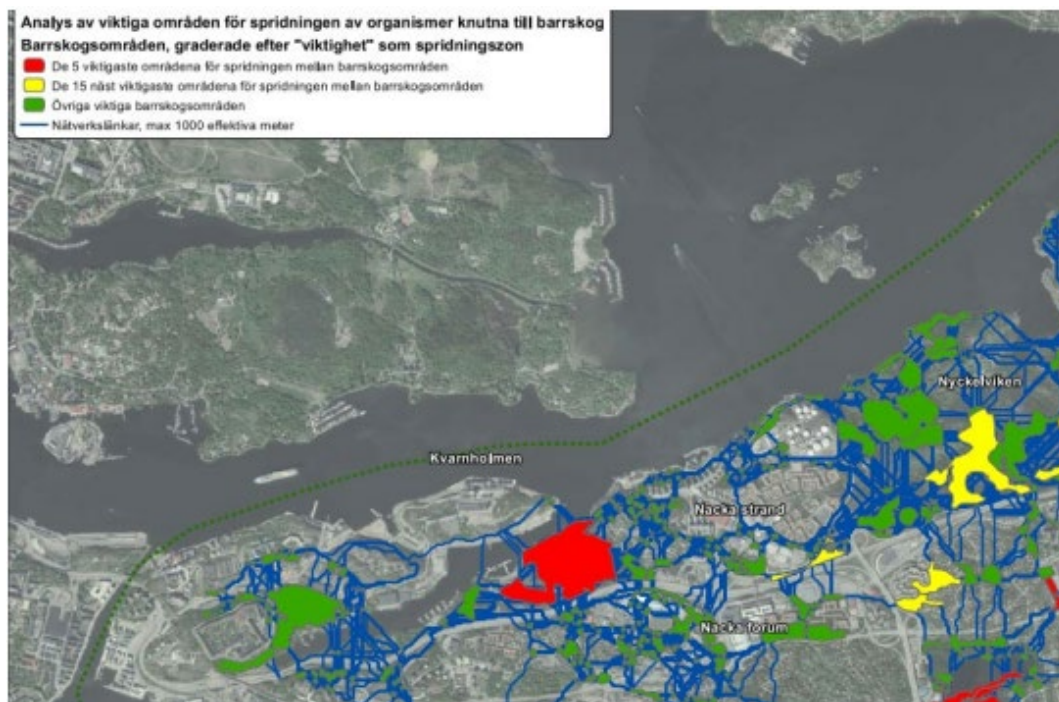 Analys av viktiga områden för spridningen av organismer knutna till barrskog
Barrskogsområden, graderade efter "viktighet" som spridningszon
De 5 viktigaste områdena för spridningen mellan barrskogsområden
De 15 näst viktigaste områdena för spridningen mellan barrskogsområden
Övriga viktiga barrskogsområden
Nätverkslänkar, max 1000 effektiva meter
Nyckelviken
Kvarnholmen
Nacka strand
Nacka forum